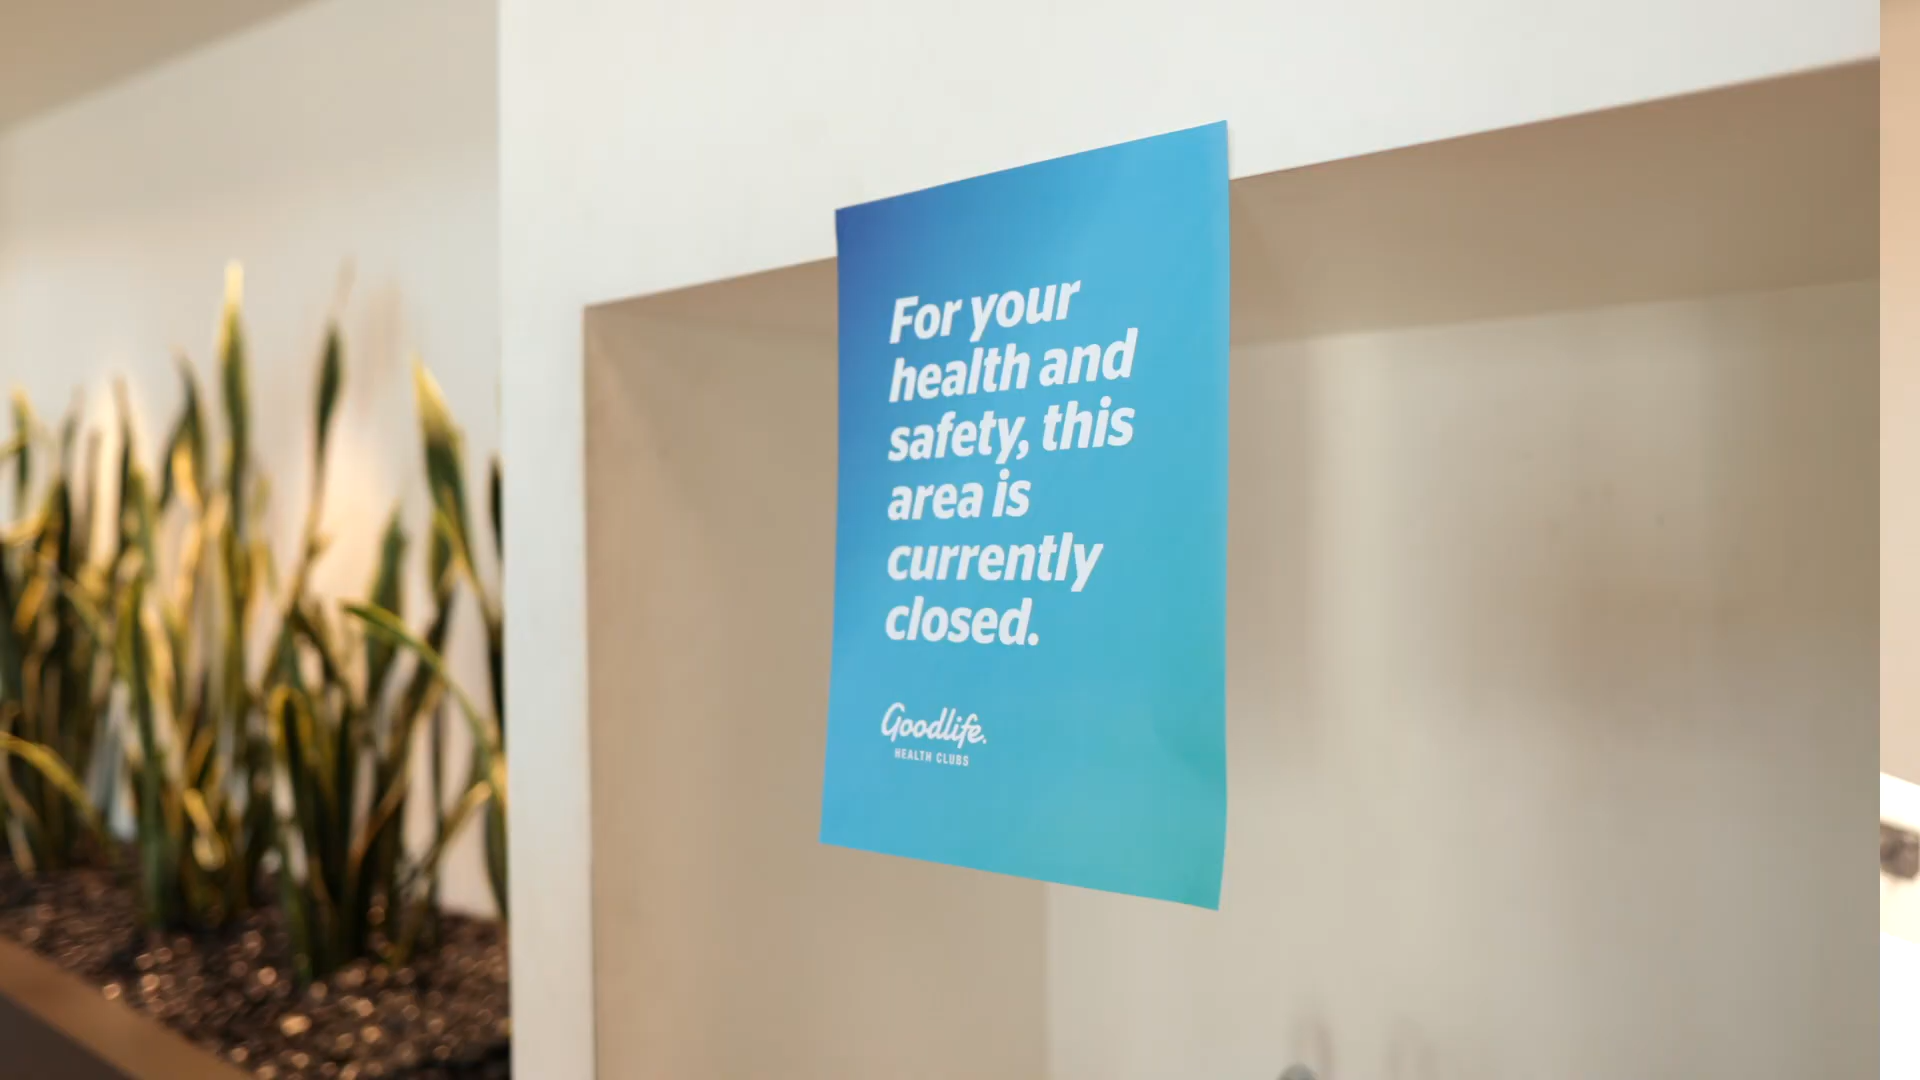 For your
health and
safety, this
area is
currently
closed.
Goodlife.
HEALTH CLUBS